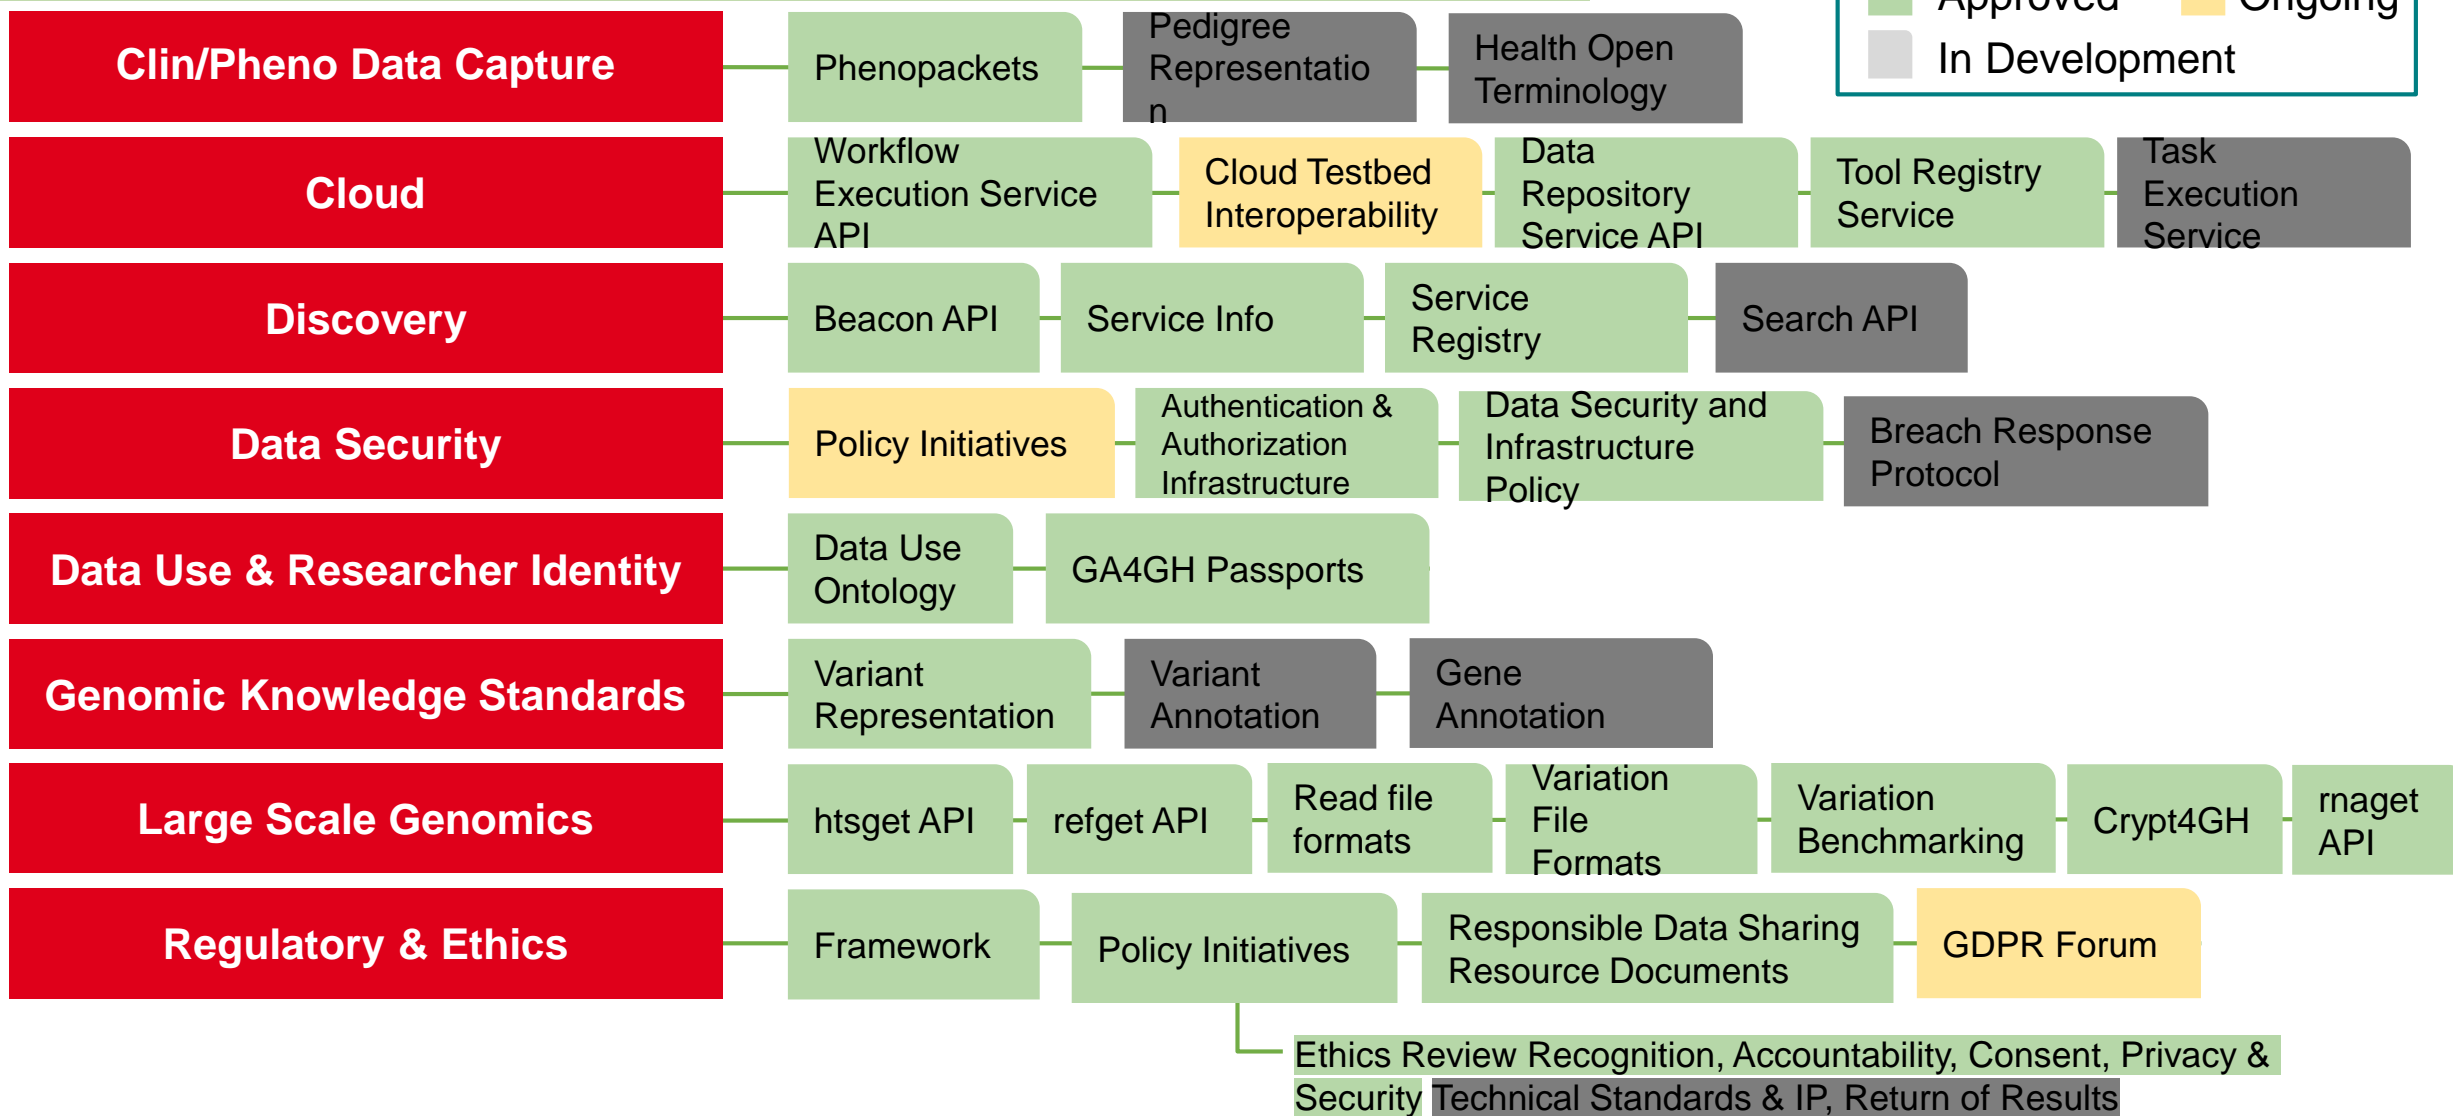 Approved Ongoing
In Development
Clin/Pheno Data Capture
Phenopackets
Pedigree
Representatio
n
Health Open
Terminology
Cloud
Workflow
Execution Service
API
Cloud Testbed
Interoperability
Data
Repository
Service API
Tool Registry
Service
Task
Execution
Service
Discovery
Beacon API
Service Info
Service
Registry
Search API
Data Security
Policy Initiatives
Authentication &
Authorization
Infrastructure
Data Security and
Infrastructure
Policy
Breach Response
Protocol
Data Use & Researcher Identity
Data Use
Ontology
GA4GH Passports
Genomic Knowledge Standards
Variant
Representation
Variant
Annotation
Gene
Annotation
Large Scale Genomics
htsget API
refget API
Read file
formats
Variation
File
Formats
Variation
Benchmarking
Crypt4GH
rnaget
API
Regulatory & Ethics
Framework
Policy Initiatives
Responsible Data Sharing
Resource Documents
GDPR Forum
Ethics Review Recognition, Accountability, Consent, Privacy &
Security Technical Standards & IP, Return of Results